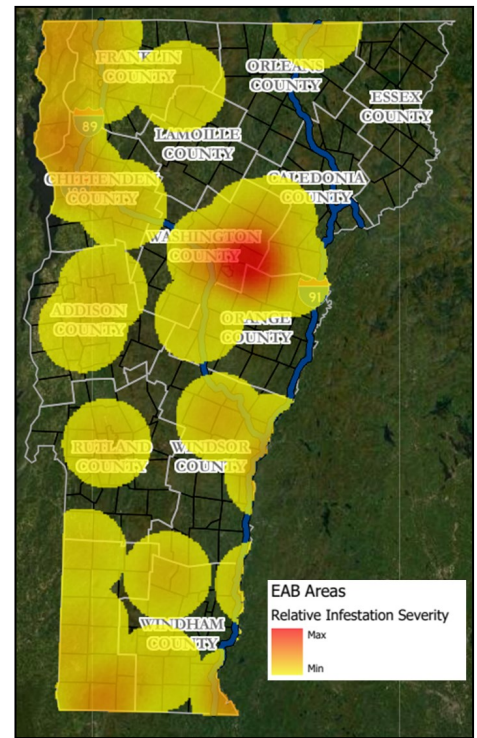 FRANKLIN
COUNTY
ORLEANS
COUNTY
ESSEX
COUNTY
89
LAMOILLE
COUNTY
CHITTENDEN
COUNTY
CALEDONIA
COUNTY
WASHINGTON
COUNTY
91
ADDISON
COUNTY
ORANGE
COUNTY
RUTLAND
COUNTY
WINDSOR
COUNTY
EAB Areas
Relative Infestation Severity
Max
Min
WINDHAM
COUNTY